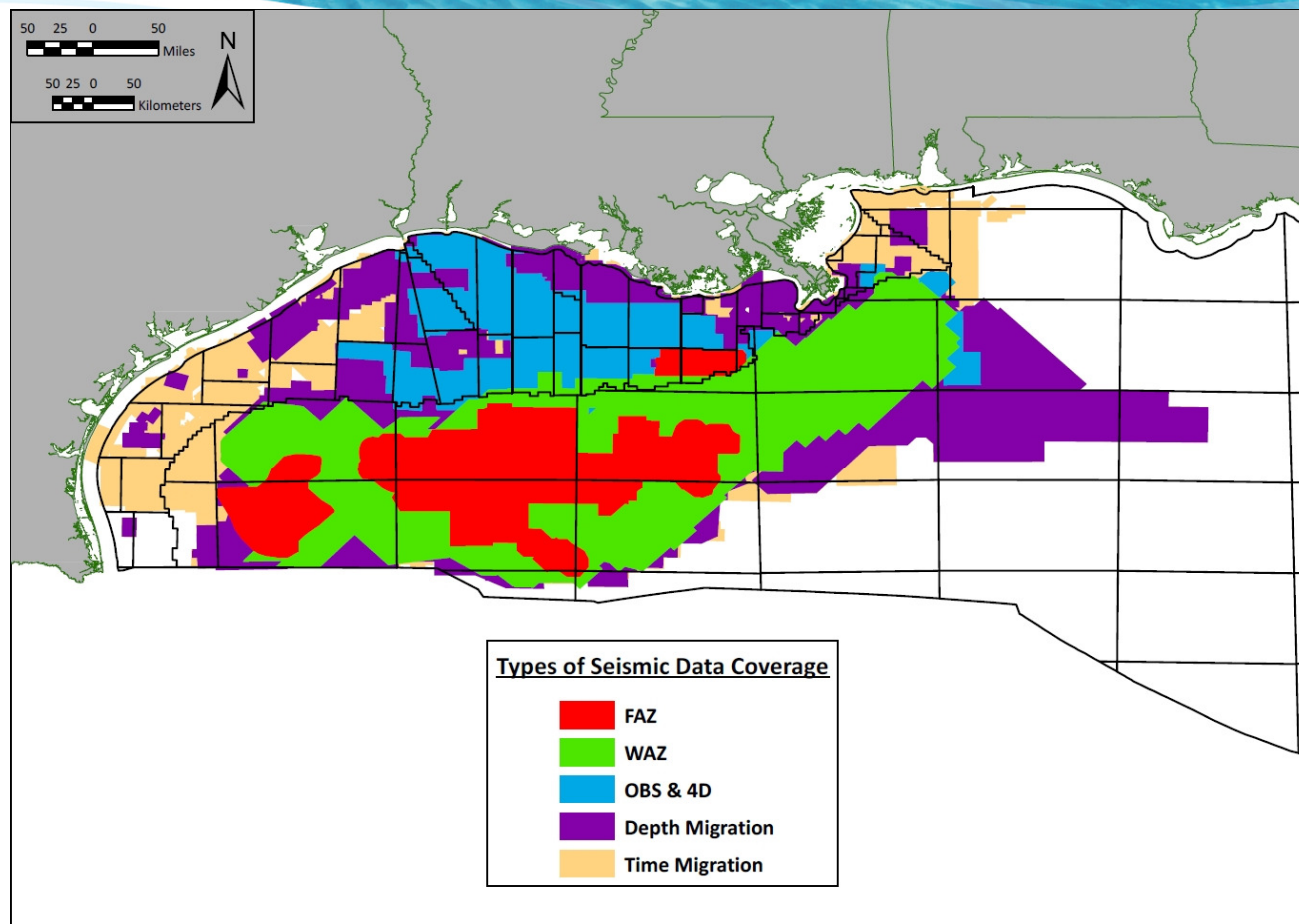 50 25 0 50
Miles
50 25 0 50
Kilometers
N
Types of Seismic Data Coverage
FAZ
WAZ
OBS & 4D
Depth Migration
Time Migration